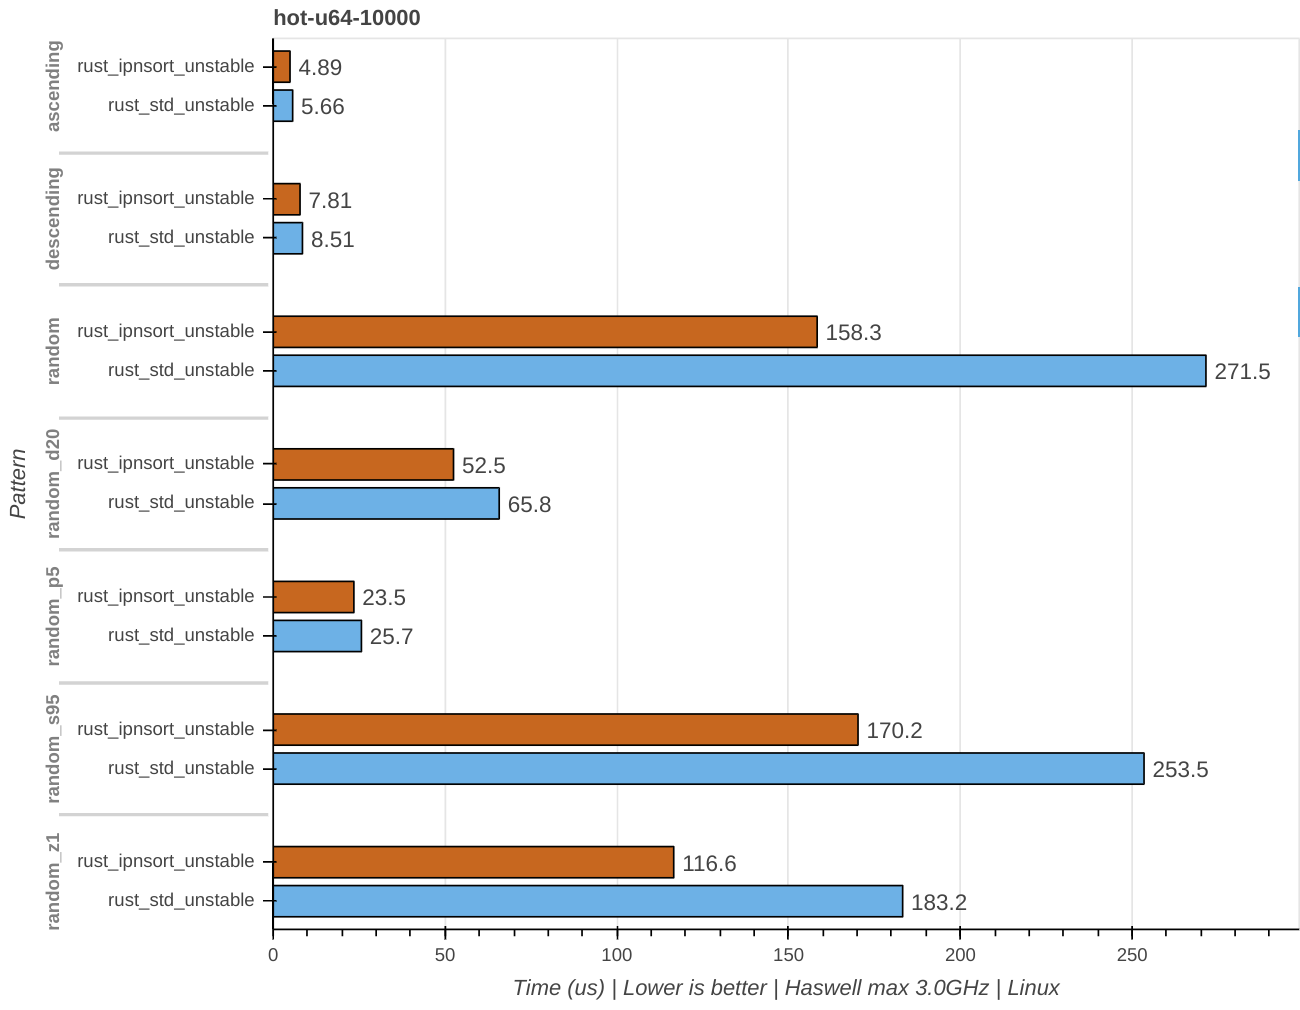 hot-u64-10000
ascending
rust_ipnsort_unstable 4.89
rust_std_unstable 5.66
descending
rust_ipnsort_unstable 7.81
rust_std_unstable 8.51
random
rust_ipnsort_unstable 158.3
rust_std_unstable 271.5
random_d20
rust_ipnsort_unstable 52.5
rust_std_unstable 65.8
random_p5
rust_ipnsort_unstable 23.5
rust_std_unstable 25.7
random_s95
rust_ipnsort_unstable 170.2
rust_std_unstable 253.5
random_z1
rust_ipnsort_unstable 116.6
rust_std_unstable 183.2
Pattern
0 50 100 150 200 250
Time (us) | Lower is better | Haswell max 3.0GHz | Linux